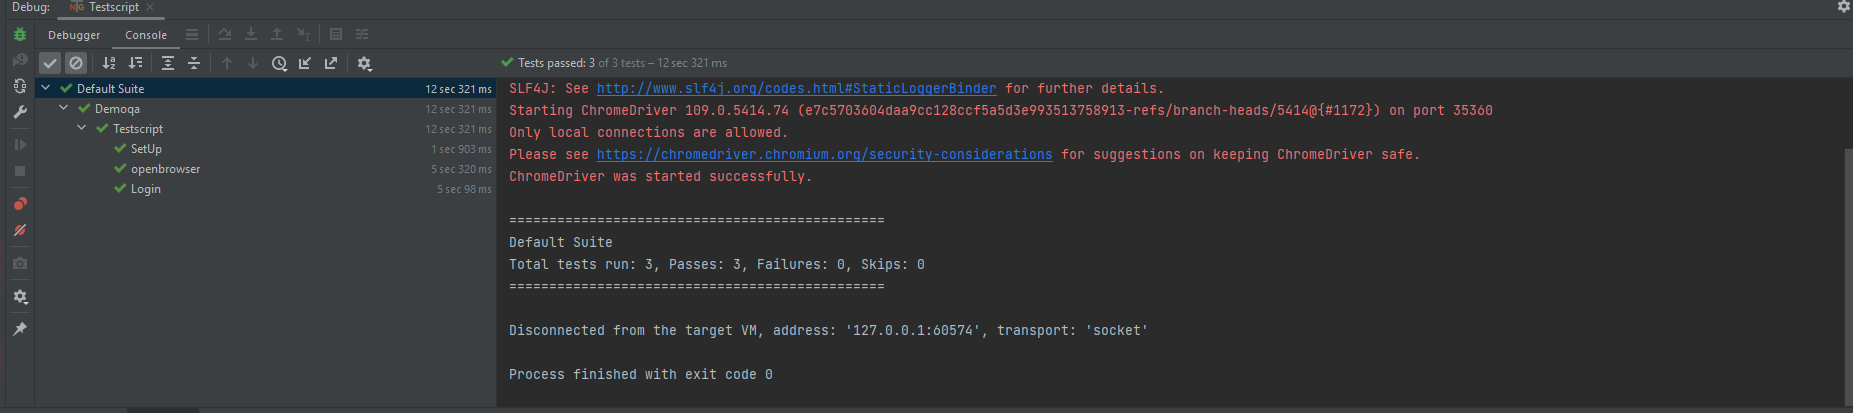 Debug: Testscript
Debugger Console
Tests passed: 3 of 3 tests – 12 sec 321 ms
Default Suite 12 sec 321 ms
Demoqa 12 sec 321 ms
Testscript 12 sec 321 ms
SetUp 1 sec 903 ms
openbrowser 5 sec 320 ms
Login 5 sec 98 ms
SLF4J: See http://www.slf4j.org/codes.html#StaticLoggerBinder for further details.
Starting ChromeDriver 109.0.5414.74 (e7c5703604daa9cc128ccf5a5d3e993513758913-refs/branch-heads/5414@{#1172}) on port 35360
Only local connections are allowed.
Please see https://chromedriver.chromium.org/security-considerations for suggestions on keeping ChromeDriver safe.
ChromeDriver was started successfully.
===============================================
Default Suite
Total tests run: 3, Passes: 3, Failures: 0, Skips: 0
===============================================
Disconnected from the target VM, address: '127.0.0.1:60574', transport: 'socket'
Process finished with exit code 0